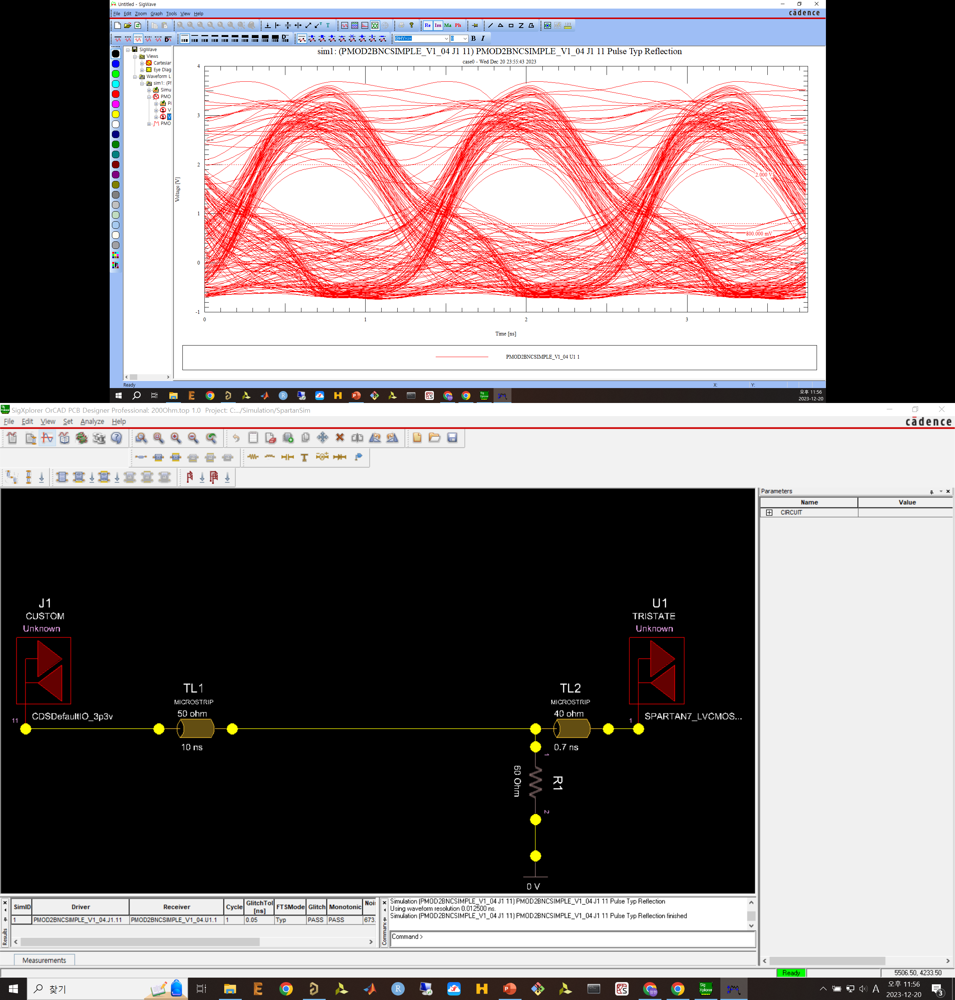 Untitled - SigWave
File Edit Zoom Graph Tools View Help
cādence
Re Im Ma Ph
B I
SigWave
Views
Cartesian
Eye Diag
Waveform L
sim1: (Pl
Simu
PMO
Pi
V
V
PMO
sim1: (PMOD2BNCSIMPLE_V1_04 J1 11) PMOD2BNCSIMPLE_V1_04 J1 11 Pulse Typ Reflection
case0 - Wed Dec 20 23:55:43 2023
4
3
2
1
0
-1
Voltage [V]
2.000 V
800.000 mV
0 1 2 3
Time [ns]
PMOD2BNCSIMPLE_V1_04 U1 1
Ready
X: Y:
오후 11:56
2023-12-20
SigXplorer OrCAD PCB Designer Professional: 200Ohm.top 1.0 Project: C:.../Simulation/SpartanSim
File Edit View Set Analyze Help
cādence
Parameters
Name Value
CIRCUIT
J1
CUSTOM
Unknown
11
CDSDefaultIO_3p3v
TL1
MICROSTRIP
50 ohm
10 ns
TL2
MICROSTRIP
40 ohm
0.7 ns
U1
TRISTATE
Unknown
1
SPARTAN7_LVCMOS...
1
60 Ohm
R1
2
0 V
SimID Driver Receiver Cycle GlitchTol [ns] FTSMode Glitch Monotonic Noi
1 PMOD2BNCSIMPLE_V1_04.J1.11 PMOD2BNCSIMPLE_V1_04.U1.1 1 0.05 Typ PASS PASS 673.
Results
Simulation (PMOD2BNCSIMPLE_V1_04 J1 11) PMOD2BNCSIMPLE_V1_04 J1 11 Pulse Typ Reflection
Using waveform resolution 0.012500 ns.
Simulation (PMOD2BNCSIMPLE_V1_04 J1 11) PMOD2BNCSIMPLE_V1_04 J1 11 Pulse Typ Reflection finished
Command >
Comman
Measurements
Ready
5506.50, 4233.50
찾기
A
오후 11:56
2023-12-20
3